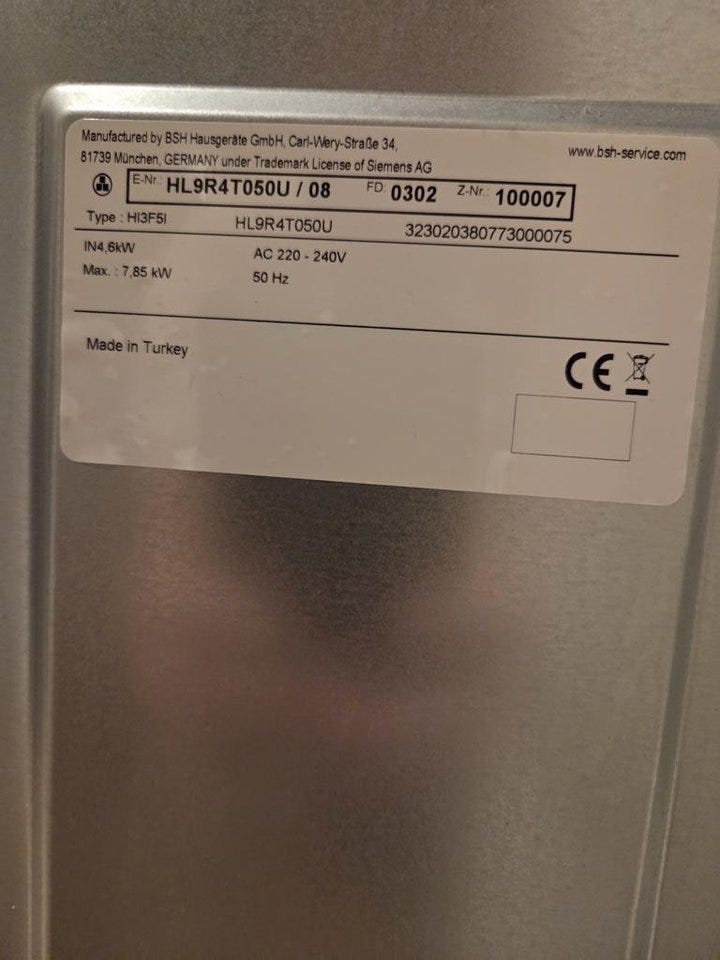 Manufactured by BSH Hausgeräte GmbH, Carl-Wery-Straße 34,
81739 München, GERMANY under Trademark License of Siemens AG
www.bsh-service.com
E-Nr.: HL9R4T050U / 08 FD: 0302 Z-Nr.: 100007
Type : HI3F5I HL9R4T050U 323020380773000075
IN4,6kW AC 220 - 240V
Max. : 7,85 kW 50 Hz
Made in Turkey
CE